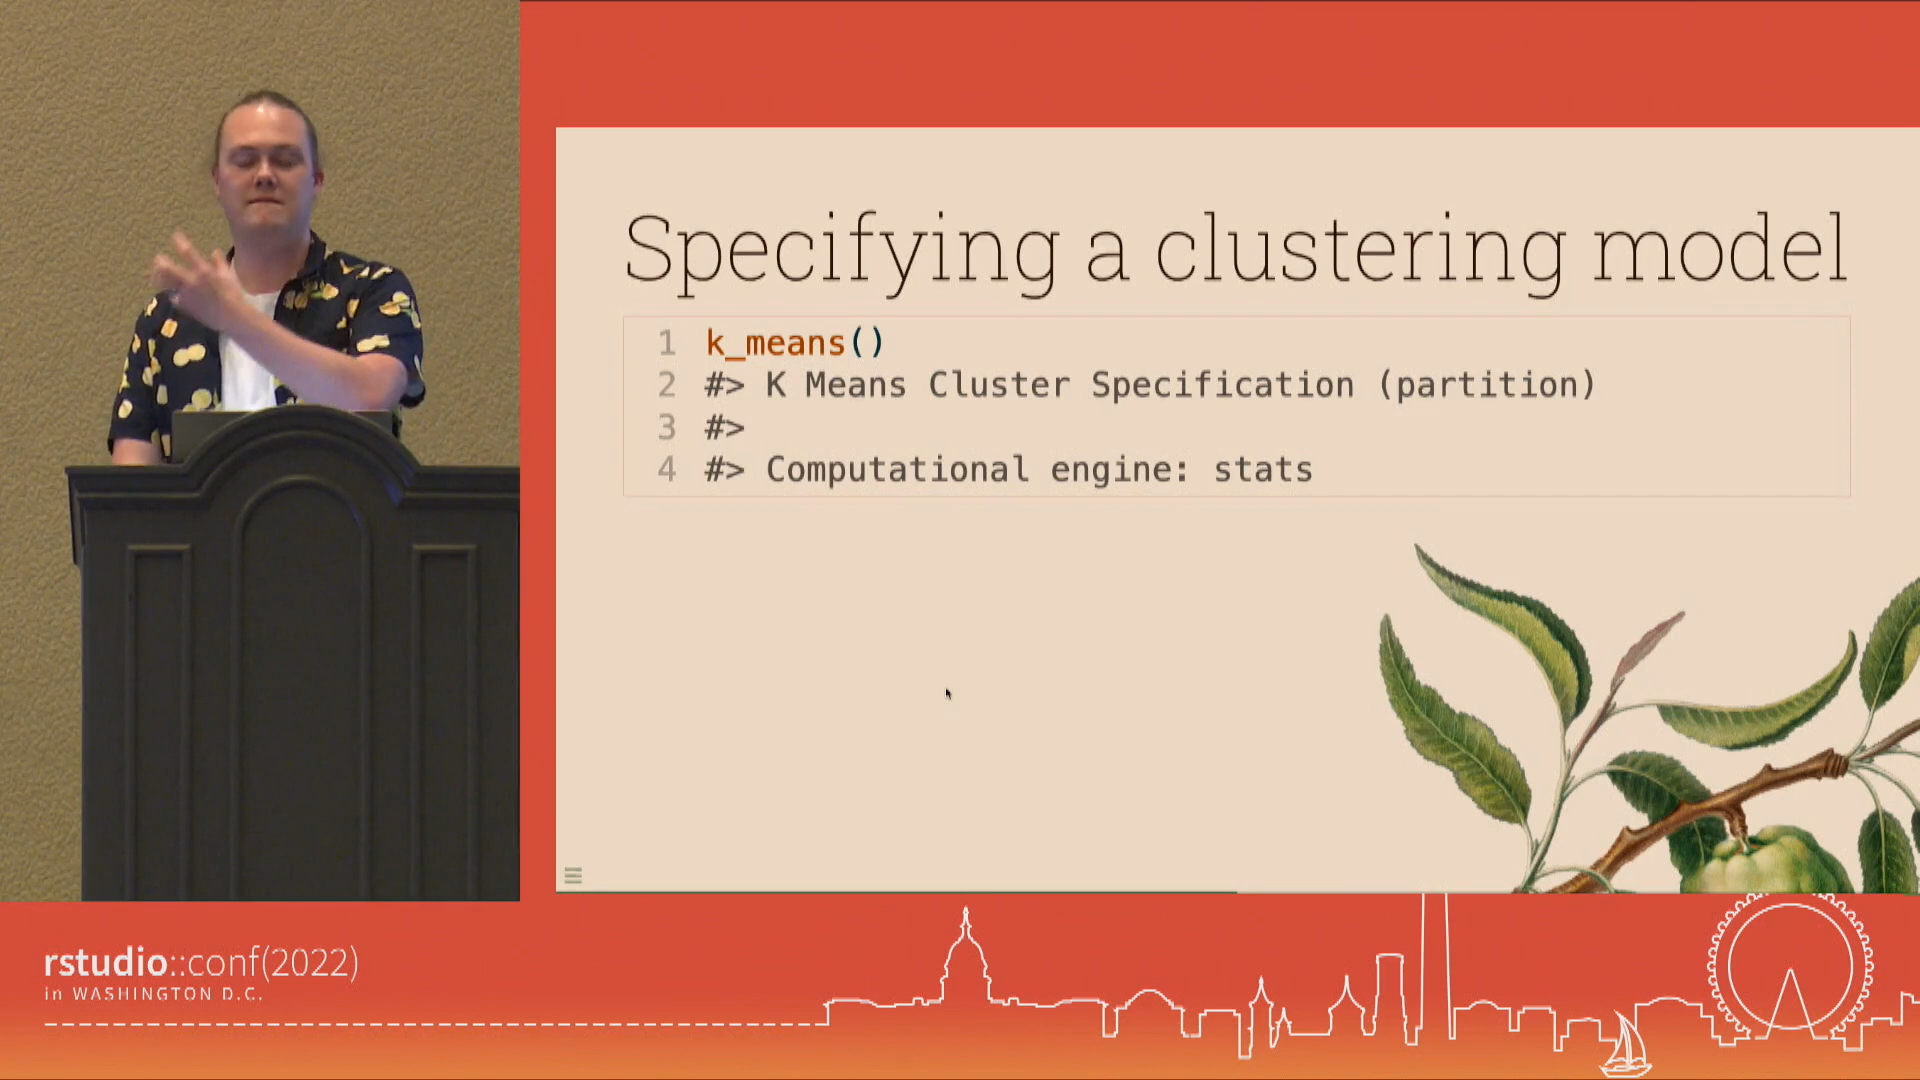 Specifying a clustering model
1 k_means()
2 #> K Means Cluster Specification (partition)
3 #>
4 #> Computational engine: stats
rstudio::conf(2022)
in WASHINGTON D.C.